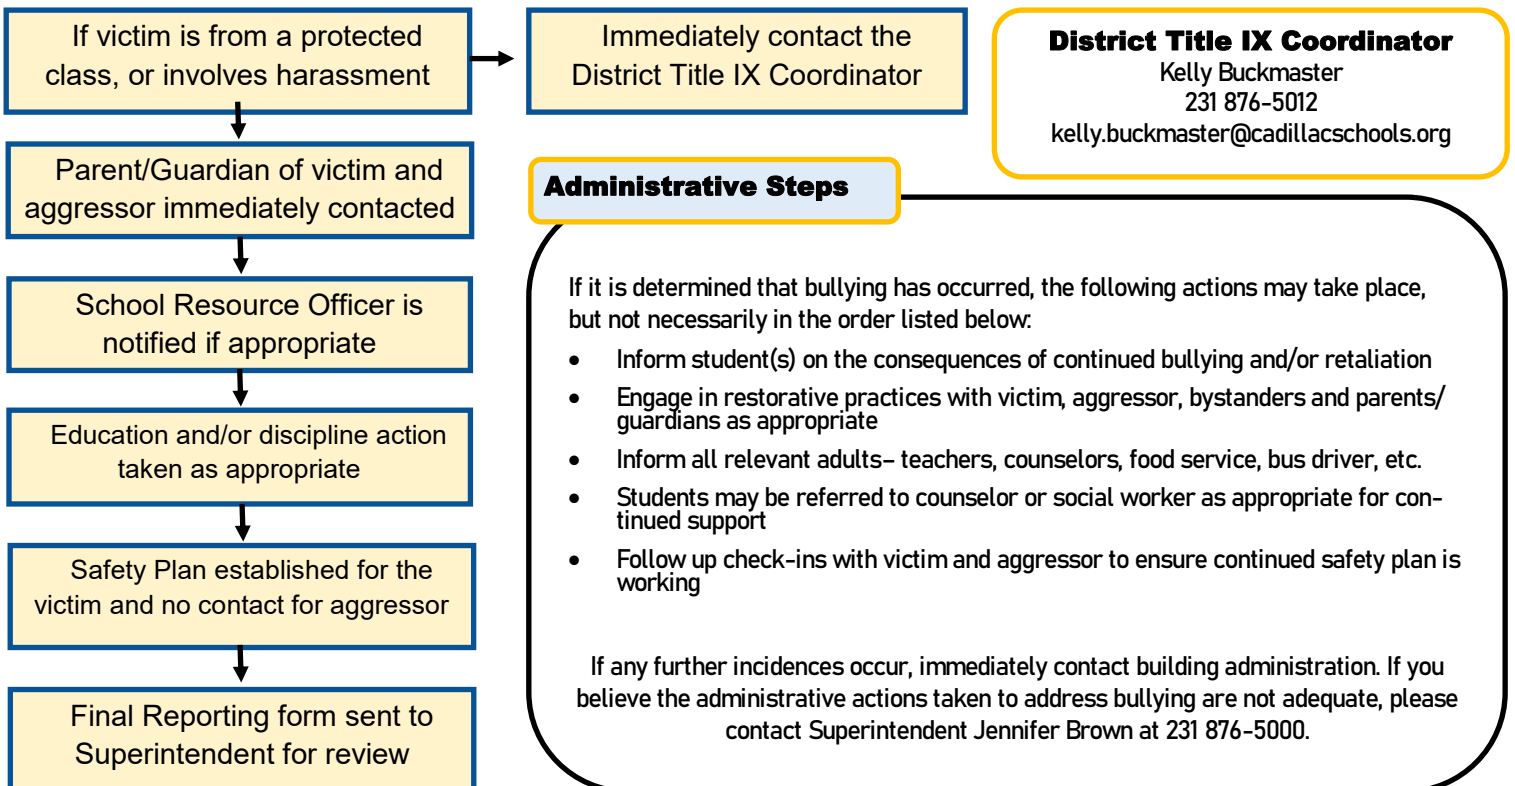 If victim is from a protected
class, or involves harassment
Immediately contact the
District Title IX Coordinator
District Title IX Coordinator
Kelly Buckmaster
231 876-5012
kelly.buckmaster@cadillacschools.org
Parent/Guardian of victim and
aggressor immediately contacted
School Resource Officer is
notified if appropriate
Education and/or discipline action
taken as appropriate
Safety Plan established for the
victim and no contact for aggressor
Final Reporting form sent to
Superintendent for review
Administrative Steps
If it is determined that bullying has occurred, the following actions may take place,
but not necessarily in the order listed below:
• Inform student(s) on the consequences of continued bullying and/or retaliation
• Engage in restorative practices with victim, aggressor, bystanders and parents/
guardians as appropriate
• Inform all relevant adults– teachers, counselors, food service, bus driver, etc.
• Students may be referred to counselor or social worker as appropriate for con-
tinued support
• Follow up check-ins with victim and aggressor to ensure continued safety plan is
working
If any further incidences occur, immediately contact building administration. If you
believe the administrative actions taken to address bullying are not adequate, please
contact Superintendent Jennifer Brown at 231 876-5000.